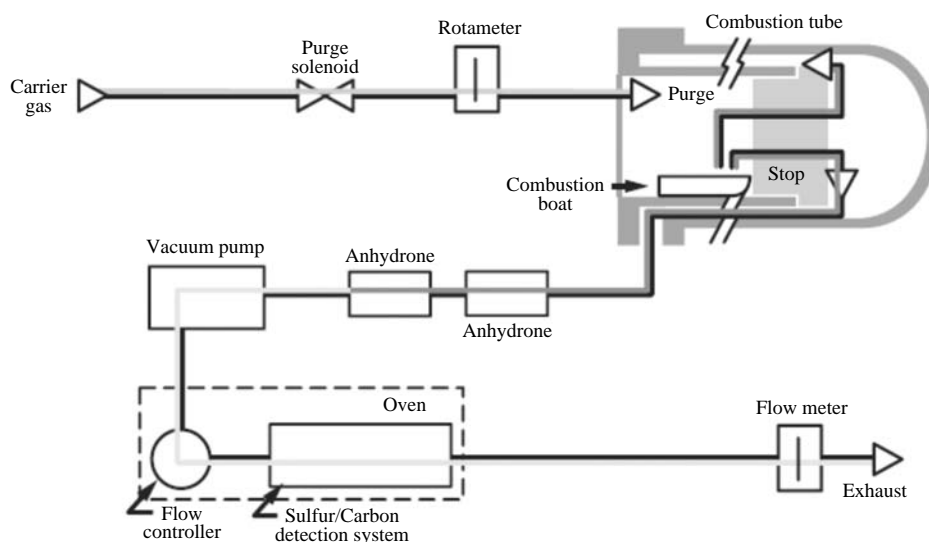 Combustion tube
Rotameter
Purge
solenoid
Carrier
gas
Purge
Combustion
boat
Stop
Vacuum pump
Anhydrone
Anhydrone
Oven
Flow meter
Flow
controller
Sulfur/Carbon
detection system
Exhaust